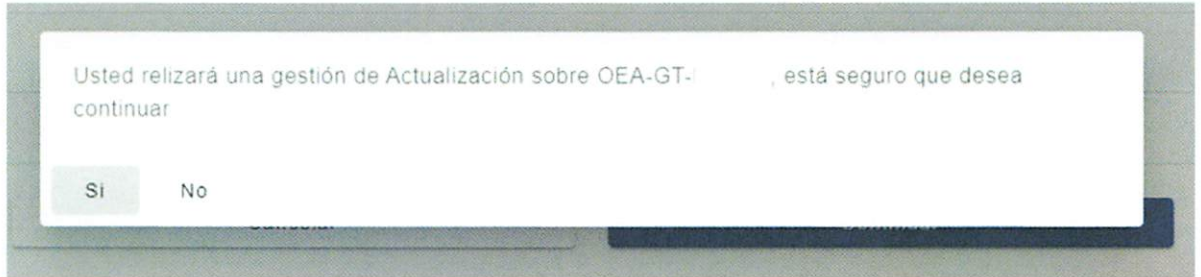 Usted relizará una gestión de Actualización sobre OEA-GT- , está seguro que desea
continuar
Si No